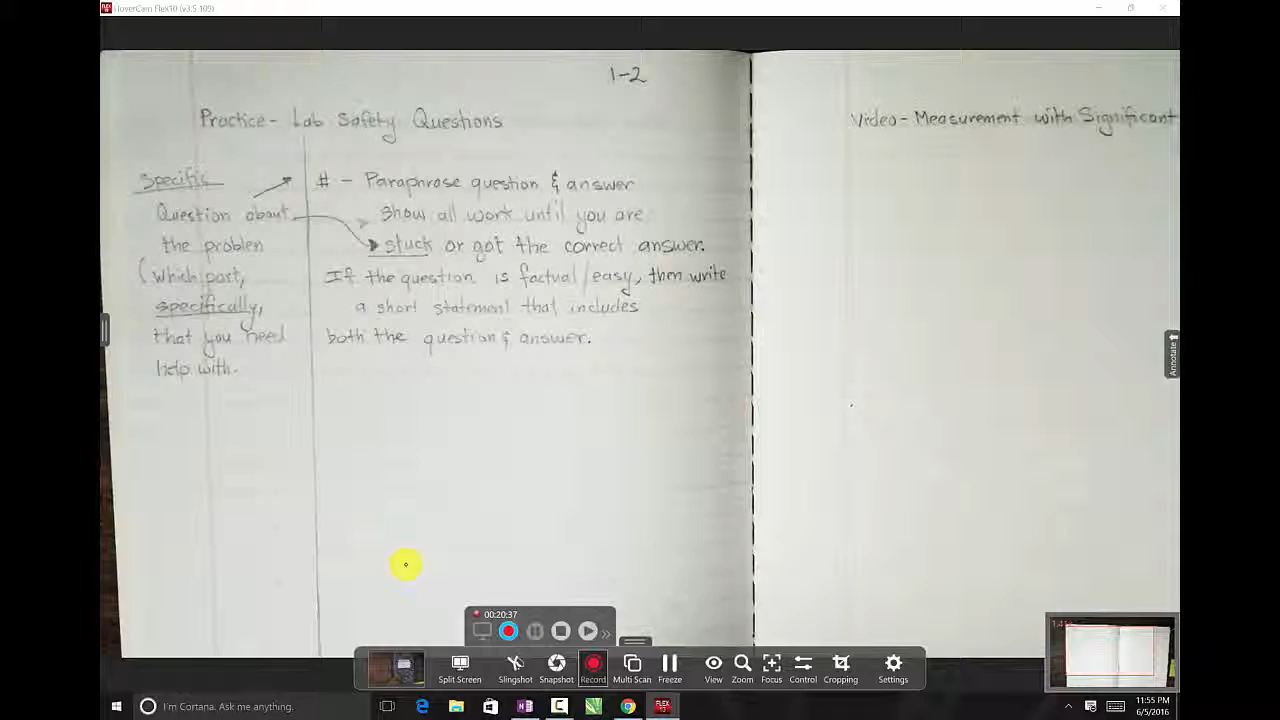 HoverCam Flex10 (v3.5.109)
1-2
Practice - Lab Safety Questions
Specific
Question about
the problem
(which part,
specifically,
that you need
help with.
# - Paraphrase question & answer
show all work until you are
stuck or got the correct answer.
If the question is factual/easy, then write
a short statement that includes
both the question & answer.
Video - Measurement with Significant
Annotate
00:20:37
Split Screen
Slingshot
Snapshot
Record
Multi Scan
Freeze
View
Zoom
Focus
Control
Cropping
Settings
I'm Cortana. Ask me anything.
11:55 PM
6/5/2016